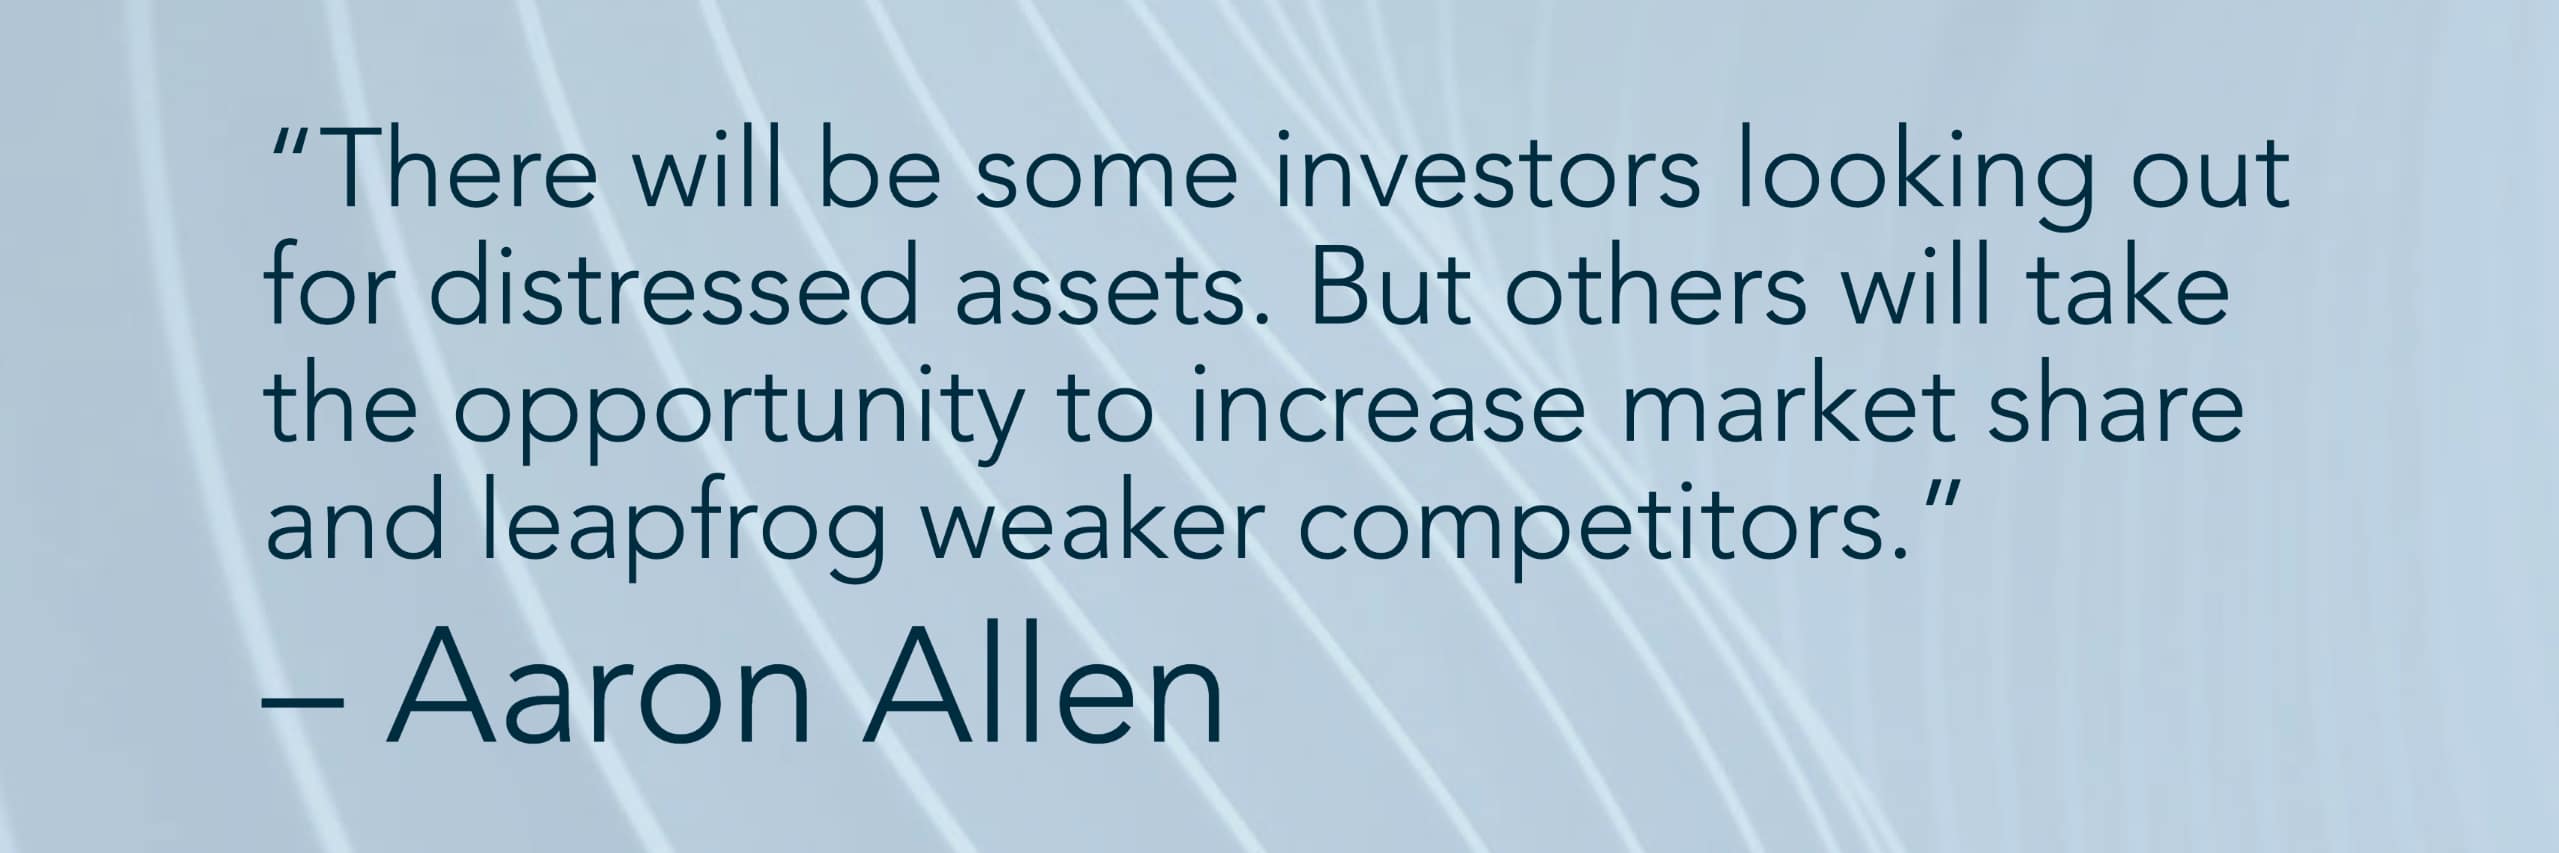 “There will be some investors looking out
for distressed assets. But others will take
the opportunity to increase market share
and leapfrog weaker competitors.”
– Aaron Allen